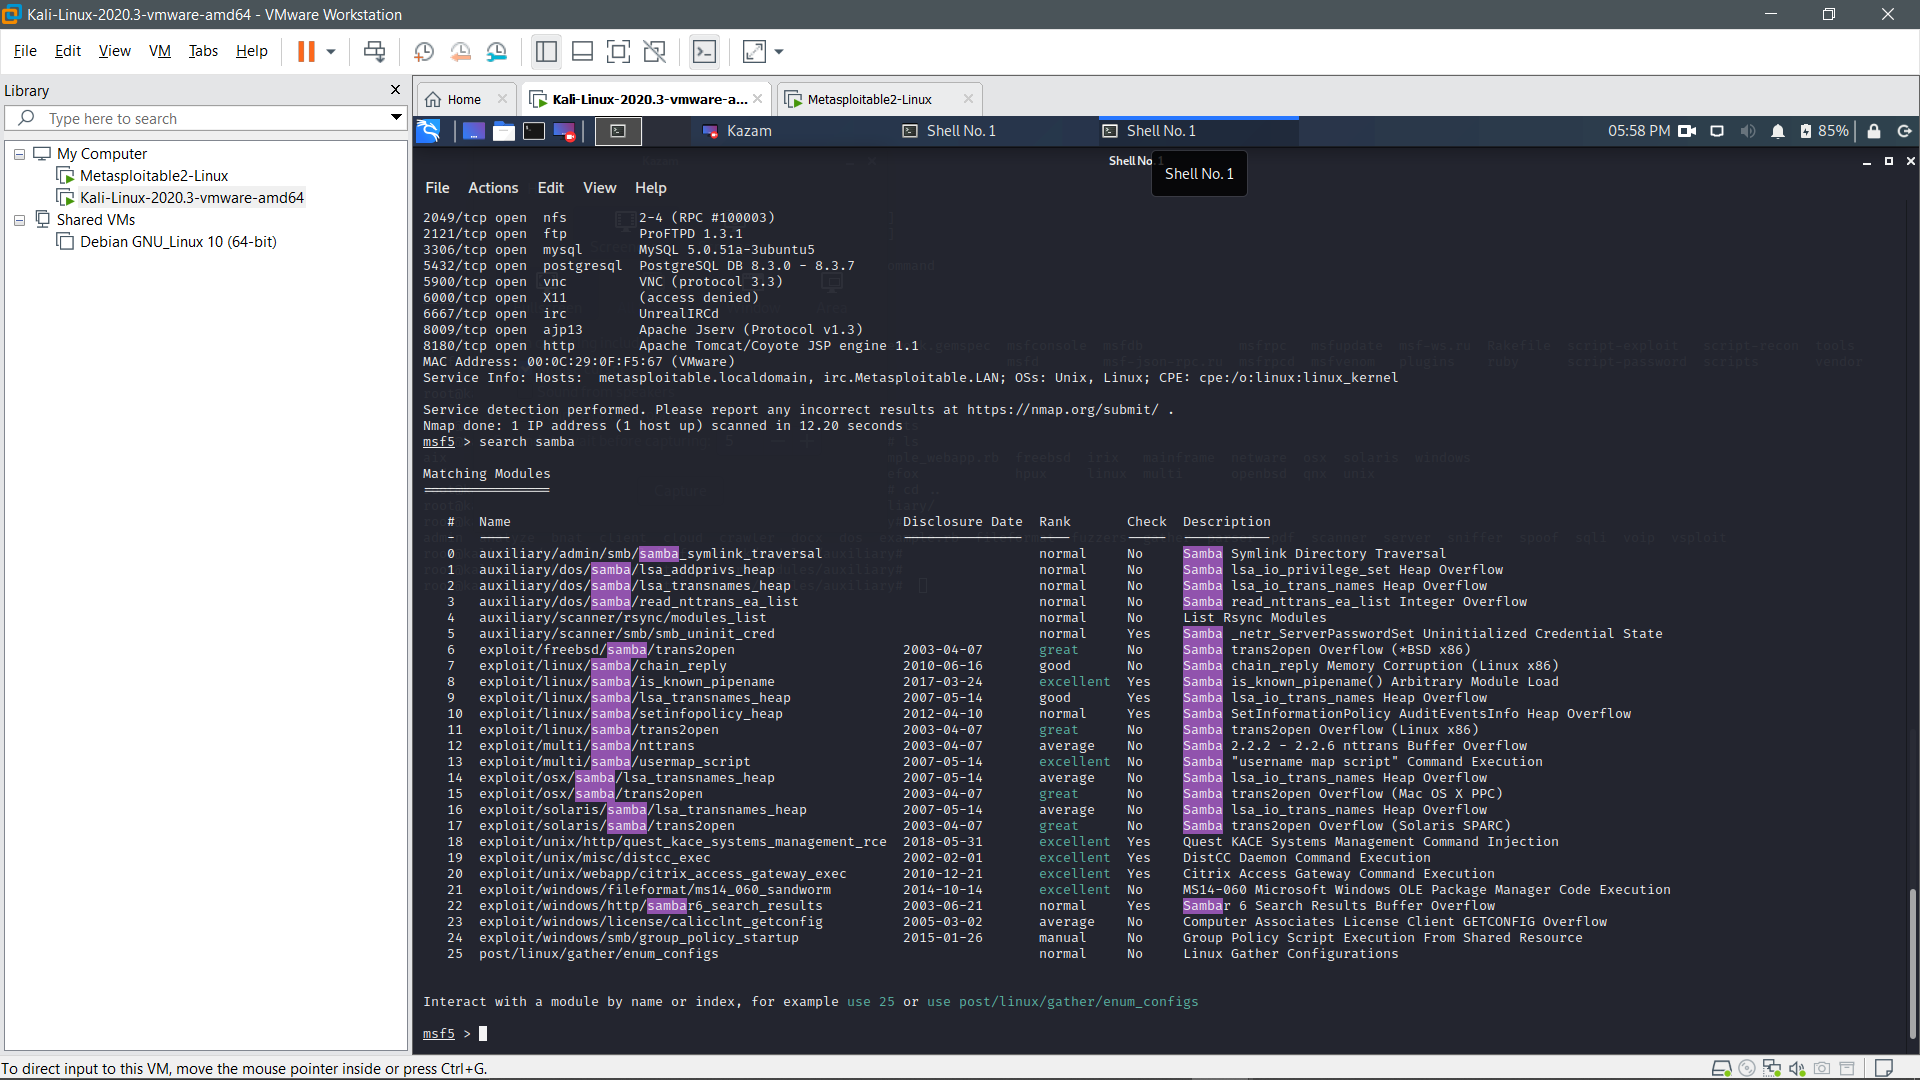 Kali-Linux-2020.3-vmware-amd64 - VMware Workstation
File Edit View VM Tabs Help
Library
Type here to search
My Computer
Metasploitable2-Linux
Kali-Linux-2020.3-vmware-amd64
Shared VMs
Debian GNU_Linux 10 (64-bit)
Home Kali-Linux-2020.3-vmware-a... Metasploitable2-Linux
Kazam Shell No. 1 Shell No. 1 05:58 PM 85%
Shell No. 1
Shell No. 1
File Actions Edit View Help
2049/tcp open nfs 2-4 (RPC #100003)
2121/tcp open ftp ProFTPD 1.3.1
3306/tcp open mysql MySQL 5.0.51a-3ubuntu5
5432/tcp open postgresql PostgreSQL DB 8.3.0 - 8.3.7
5900/tcp open vnc VNC (protocol 3.3)
6000/tcp open X11 (access denied)
6667/tcp open irc UnrealIRCd
8009/tcp open ajp13 Apache Jserv (Protocol v1.3)
8180/tcp open http Apache Tomcat/Coyote JSP engine 1.1
MAC Address: 00:0C:29:0F:F5:67 (VMware)
Service Info: Hosts: metasploitable.localdomain, irc.Metasploitable.LAN; OSs: Unix, Linux; CPE: cpe:/o:linux:linux_kernel
Service detection performed. Please report any incorrect results at https://nmap.org/submit/ .
Nmap done: 1 IP address (1 host up) scanned in 12.20 seconds
msf5 > search samba
Matching Modules
================
# Name Disclosure Date Rank Check Description
- ---- --------------- ---- ----- -----------
0 auxiliary/admin/smb/samba_symlink_traversal normal No Samba Symlink Directory Traversal
1 auxiliary/dos/samba/lsa_addprivs_heap normal No Samba lsa_io_privilege_set Heap Overflow
2 auxiliary/dos/samba/lsa_transnames_heap normal No Samba lsa_io_trans_names Heap Overflow
3 auxiliary/dos/samba/read_nttrans_ea_list normal No Samba read_nttrans_ea_list Integer Overflow
4 auxiliary/scanner/rsync/modules_list normal No List Rsync Modules
5 auxiliary/scanner/smb/smb_uninit_cred normal Yes Samba _netr_ServerPasswordSet Uninitialized Credential State
6 exploit/freebsd/samba/trans2open 2003-04-07 great No Samba trans2open Overflow (*BSD x86)
7 exploit/linux/samba/chain_reply 2010-06-16 good No Samba chain_reply Memory Corruption (Linux x86)
8 exploit/linux/samba/is_known_pipename 2017-03-24 excellent Yes Samba is_known_pipename() Arbitrary Module Load
9 exploit/linux/samba/lsa_transnames_heap 2007-05-14 good Yes Samba lsa_io_trans_names Heap Overflow
10 exploit/linux/samba/setinfopolicy_heap 2012-04-10 normal Yes Samba SetInformationPolicy AuditEventsInfo Heap Overflow
11 exploit/linux/samba/trans2open 2003-04-07 great No Samba trans2open Overflow (Linux x86)
12 exploit/multi/samba/nttrans 2003-04-07 average No Samba 2.2.2 - 2.2.6 nttrans Buffer Overflow
13 exploit/multi/samba/usermap_script 2007-05-14 excellent No Samba "username map script" Command Execution
14 exploit/osx/samba/lsa_transnames_heap 2007-05-14 average No Samba lsa_io_trans_names Heap Overflow
15 exploit/osx/samba/trans2open 2003-04-07 great No Samba trans2open Overflow (Mac OS X PPC)
16 exploit/solaris/samba/lsa_transnames_heap 2007-05-14 average No Samba lsa_io_trans_names Heap Overflow
17 exploit/solaris/samba/trans2open 2003-04-07 great No Samba trans2open Overflow (Solaris SPARC)
18 exploit/unix/http/quest_kace_systems_management_rce 2018-05-31 excellent Yes Quest KACE Systems Management Command Injection
19 exploit/unix/misc/distcc_exec 2002-02-01 excellent Yes DistCC Daemon Command Execution
20 exploit/unix/webapp/citrix_access_gateway_exec 2010-12-21 excellent Yes Citrix Access Gateway Command Execution
21 exploit/windows/fileformat/ms14_060_sandworm 2014-10-14 excellent No MS14-060 Microsoft Windows OLE Package Manager Code Execution
22 exploit/windows/http/sambar6_search_results 2003-06-21 normal Yes Sambar 6 Search Results Buffer Overflow
23 exploit/windows/license/calicclnt_getconfig 2005-03-02 average No Computer Associates License Client GETCONFIG Overflow
24 exploit/windows/smb/group_policy_startup 2015-01-26 manual No Group Policy Script Execution From Shared Resource
25 post/linux/gather/enum_configs normal No Linux Gather Configurations
Interact with a module by name or index, for example use 25 or use post/linux/gather/enum_configs
msf5 >
To direct input to this VM, move the mouse pointer inside or press Ctrl+G.